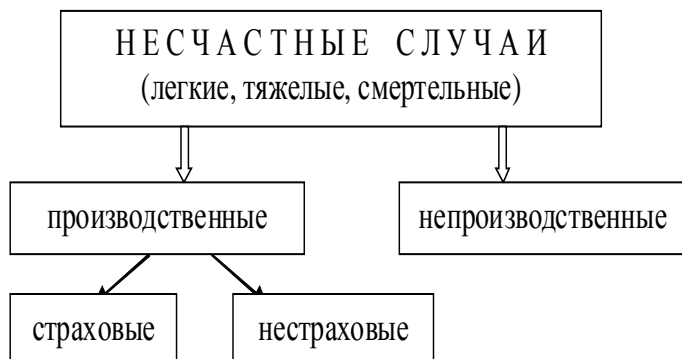 НЕСЧАСТНЫЕ СЛУЧАИ
(легкие, тяжелые, смертельные)
производственные
непроизводственные
страховые
нестраховые